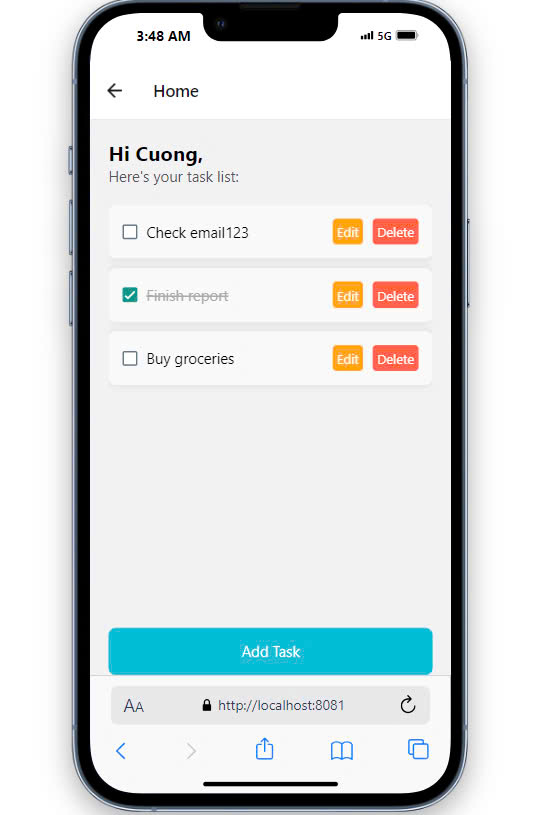 3:48 AM 5G
Home
Hi Cuong,
Here's your task list:
Check email123 Edit Delete
Finish report Edit Delete
Buy groceries Edit Delete
Add Task
AA http://localhost:8081